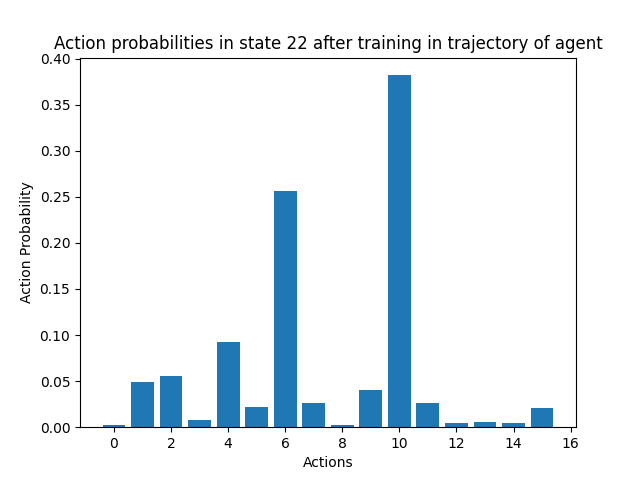 Action probabilities in state 22 after training in trajectory of agent
0.40
0.35
0.30
0.25
0.20
0.15
0.10
0.05
0.00
Action Probability
0 2 4 6 8 10 12 14 16
Actions